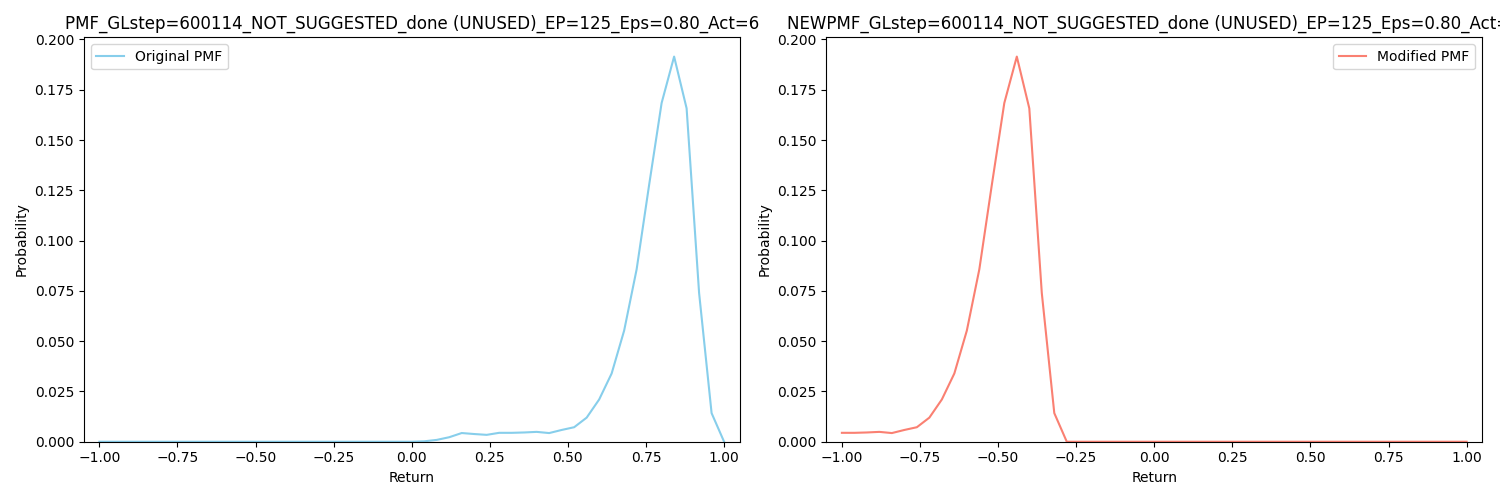 PMF_GLstep=600114_NOT_SUGGESTED_done (UNUSED)_EP=125_Eps=0.80_Act=6
Original PMF
0.200
0.175
0.150
0.125
0.100
0.075
0.050
0.025
0.000
Probability
−1.00 −0.75 −0.50 −0.25 0.00 0.25 0.50 0.75 1.00
Return
NEWPMF_GLstep=600114_NOT_SUGGESTED_done (UNUSED)_EP=125_Eps=0.80_Act=
Modified PMF
0.200
0.175
0.150
0.125
0.100
0.075
0.050
0.025
0.000
Probability
−1.00 −0.75 −0.50 −0.25 0.00 0.25 0.50 0.75 1.00
Return